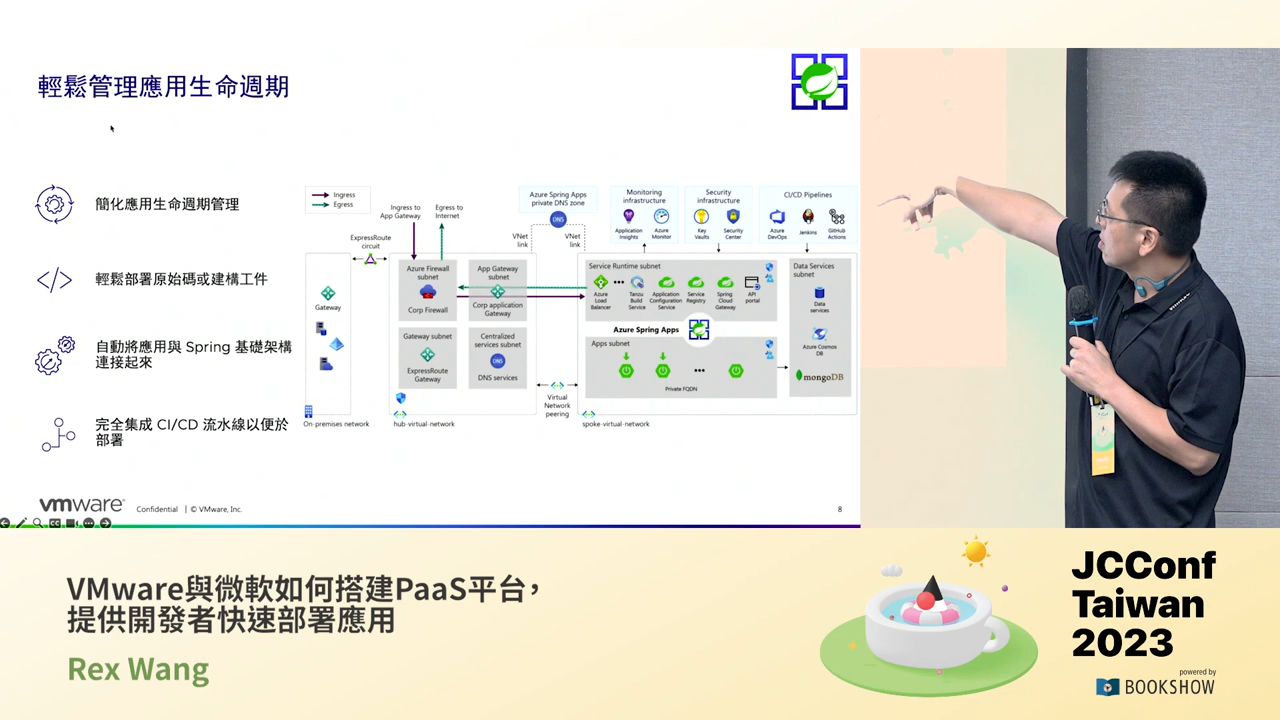 輕鬆管理應用生命週期
簡化應用生命週期管理
輕鬆部署原始碼或建構工件
自動將應用與 Spring 基礎架構
連接起來
完全集成 CI/CD 流水線以便於
部署
Ingress
Egress
Ingress to
App Gateway
Egress to
Internet
ExpressRoute
circuit
Azure Spring Apps
private DNS zone
DNS
VNet
link
VNet
link
Monitoring
infrastructure
Application
Insights
Azure
Monitor
Security
infrastructure
Key
Vaults
Security
Center
CI/CD Pipelines
Azure
DevOps
Jenkins
GitHub
Actions
Gateway
On-premises network
Azure Firewall
subnet
Corp Firewall
App Gateway
subnet
Corp application
Gateway
Gateway subnet
ExpressRoute
Gateway
Centralized
services subnet
DNS
DNS services
hub-virtual-network
Virtual
Network
peering
Service Runtime subnet
Azure
Load
Balancer
Tanzu
Build
Service
Application
Configuration
Service
Service
Registry
Spring
Cloud
Gateway
API
portal
Azure Spring Apps
Apps subnet
Private FQDN
spoke-virtual-network
Data Services
subnet
Data
services
Azure Cosmos
DB
mongoDB
vmware
Confidential | © VMware, Inc.
8
VMware與微軟如何搭建PaaS平台，
提供開發者快速部署應用
Rex Wang
JCConf
Taiwan
2023
powered by
BOOKSHOW